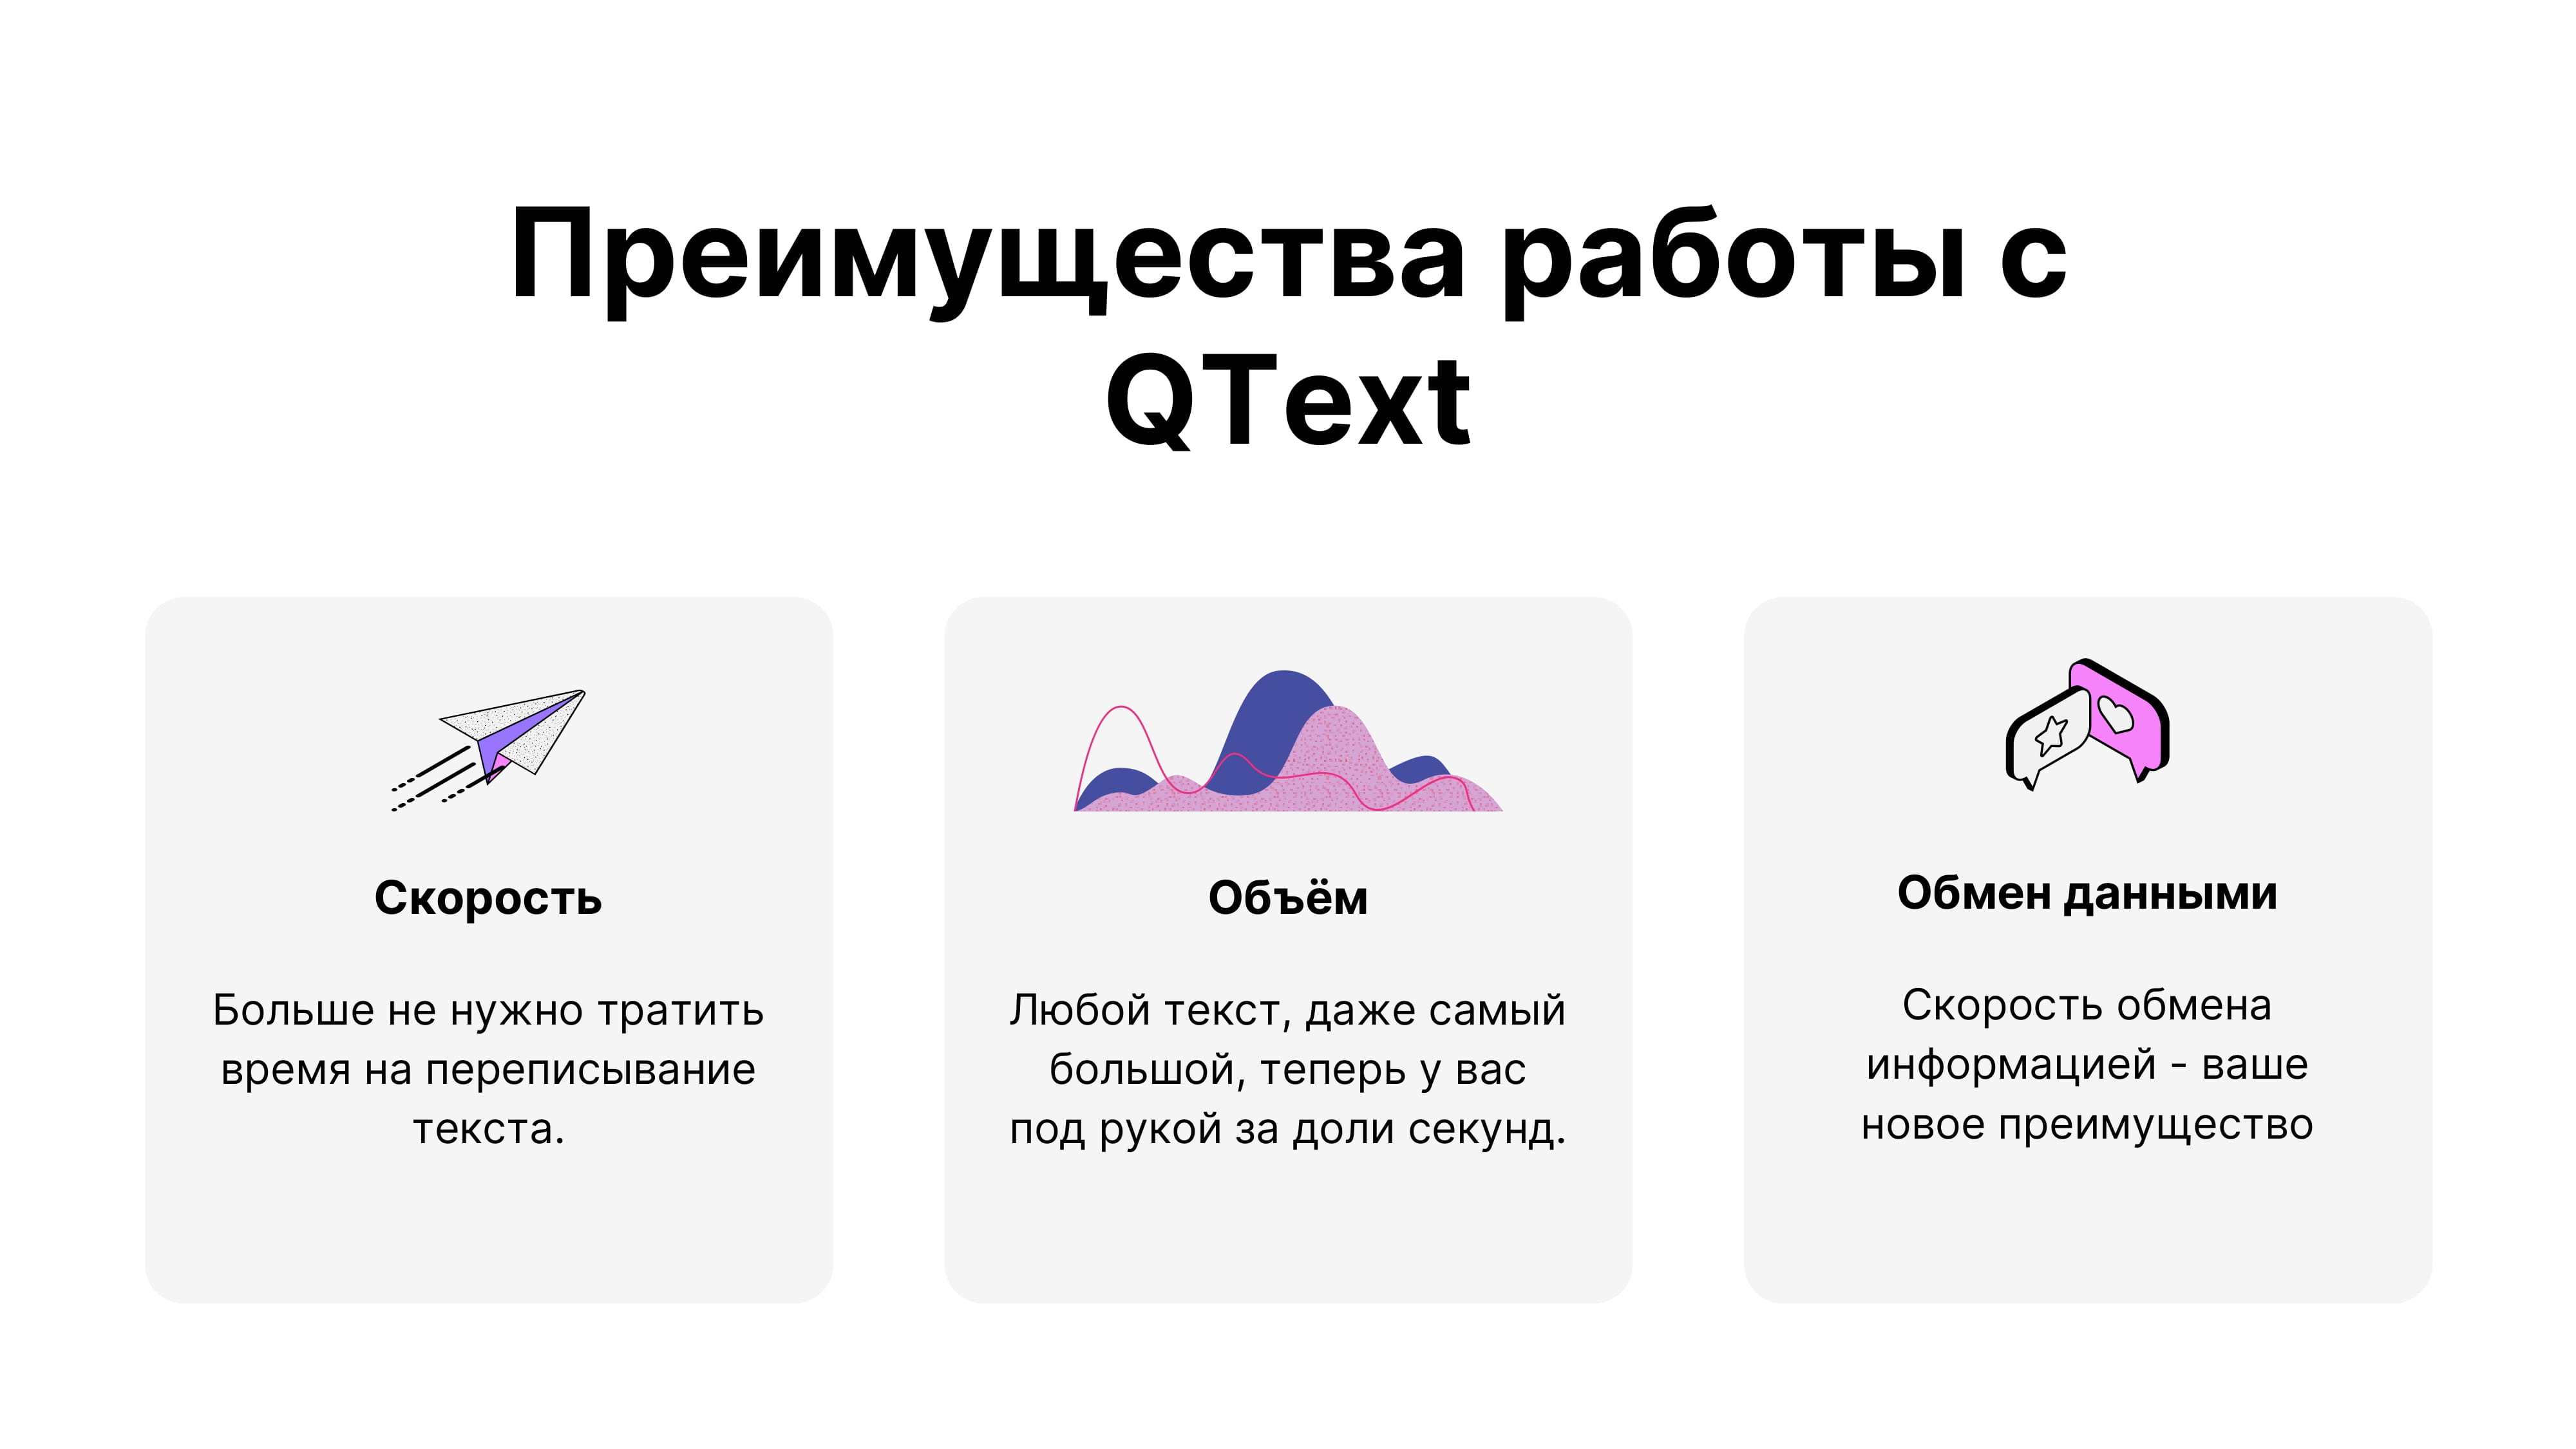 Преимущества работы с
QText
Скорость
Больше не нужно тратить
время на переписывание
текста.
Объём
Любой текст, даже самый
большой, теперь у вас
под рукой за доли секунд.
Обмен данными
Скорость обмена
информацией - ваше
новое преимущество